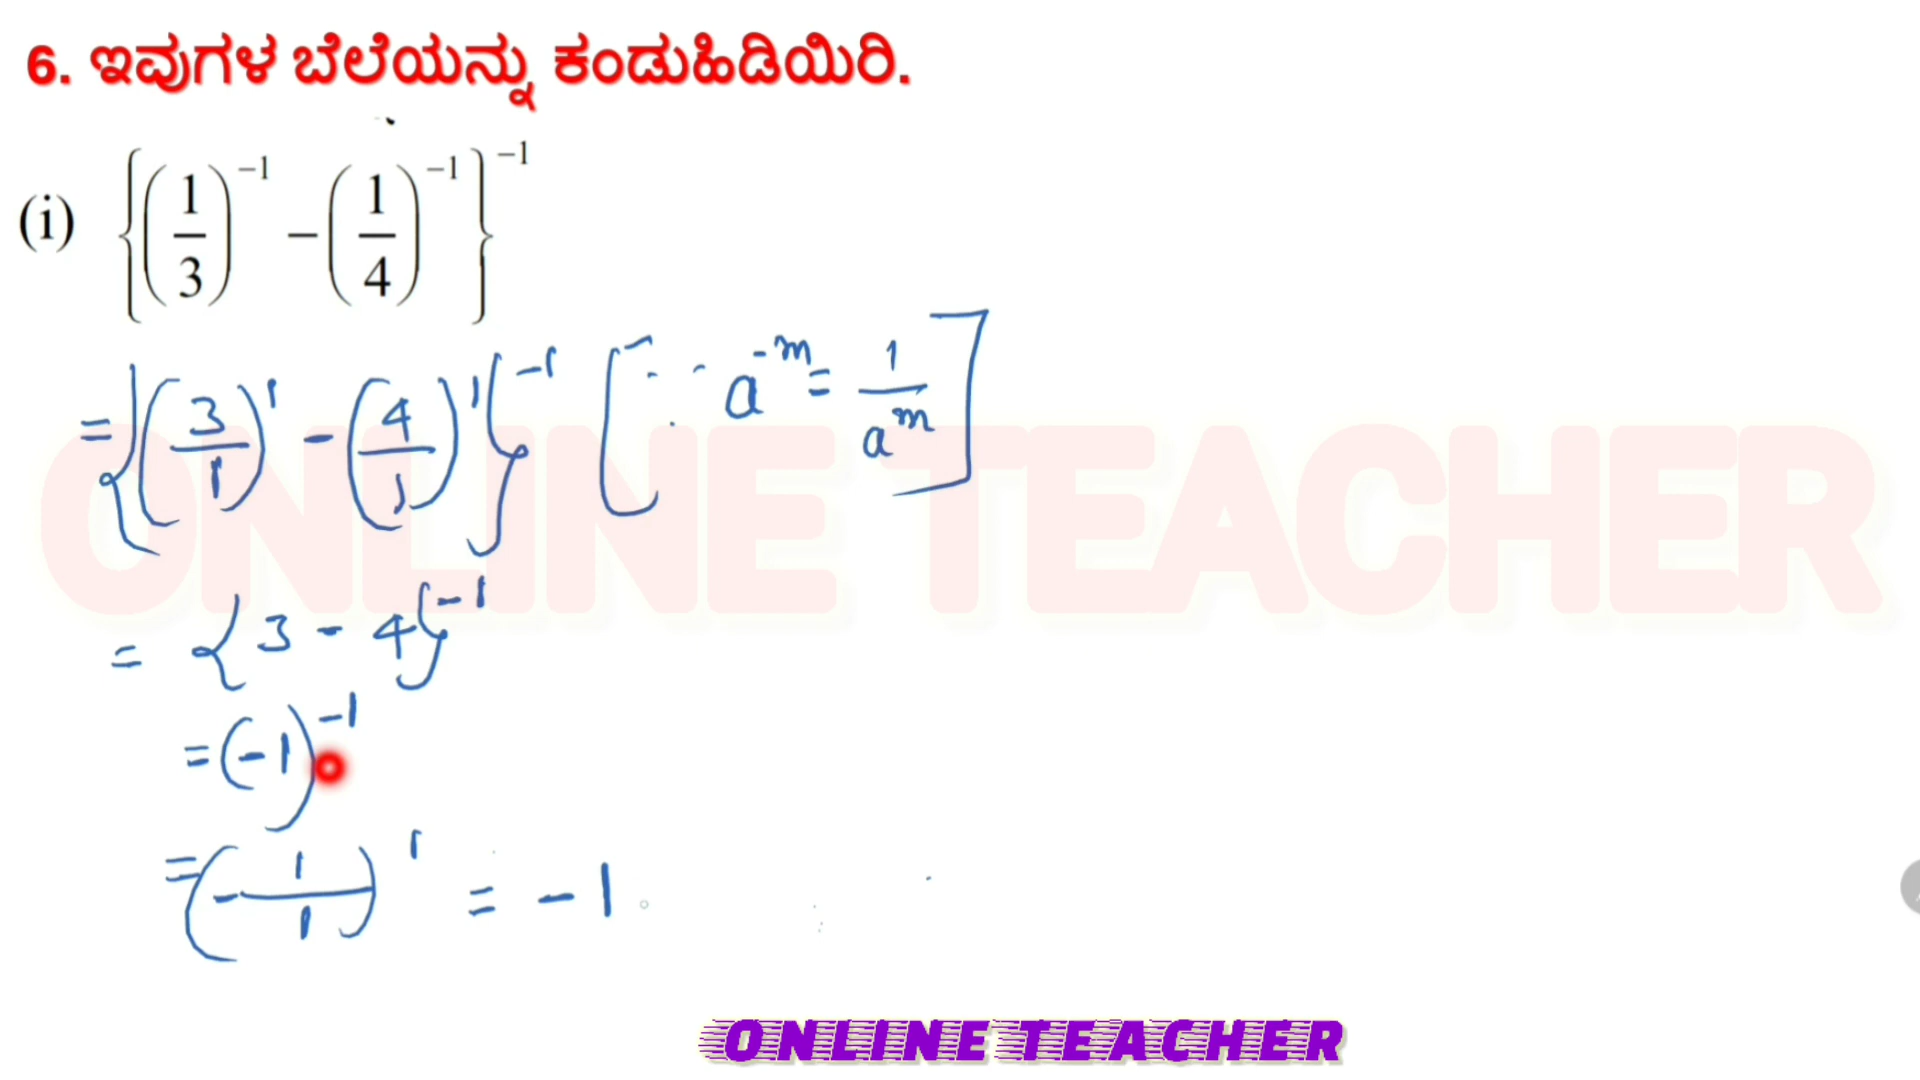 6. ಇವುಗಳ ಬೆಲೆಯನ್ನು ಕಂಡುಹಿಡಿಯಿರಿ.
(i) {(1/3)⁻¹ − (1/4)⁻¹}⁻¹
= {(3/1)¹ − (4/1)¹}⁻¹ [∵ a⁻ᵐ = 1/aᵐ]
= {3 − 4}⁻¹
= (−1)⁻¹
= (−1/1)¹ = −1.
ONLINE TEACHER
ONLINE TEACHER